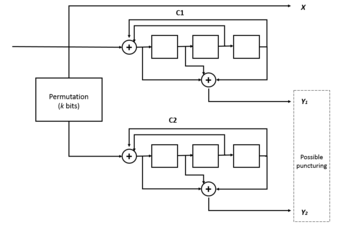 C1
X
Permutation
(k bits)
Y₁
C2
Possible
puncturing
Y₂